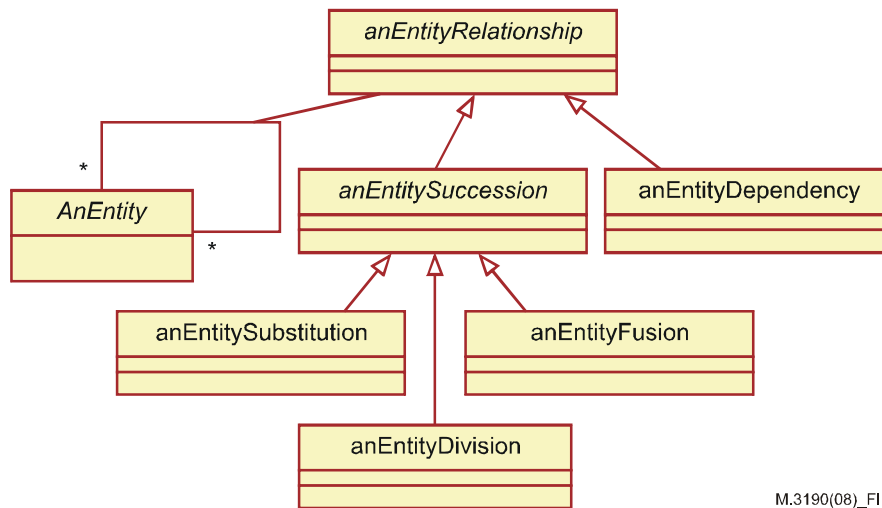 anEntityRelationship
*
AnEntity
*
anEntitySuccession
anEntityDependency
anEntitySubstitution
anEntityFusion
anEntityDivision
M.3190(08)_FI